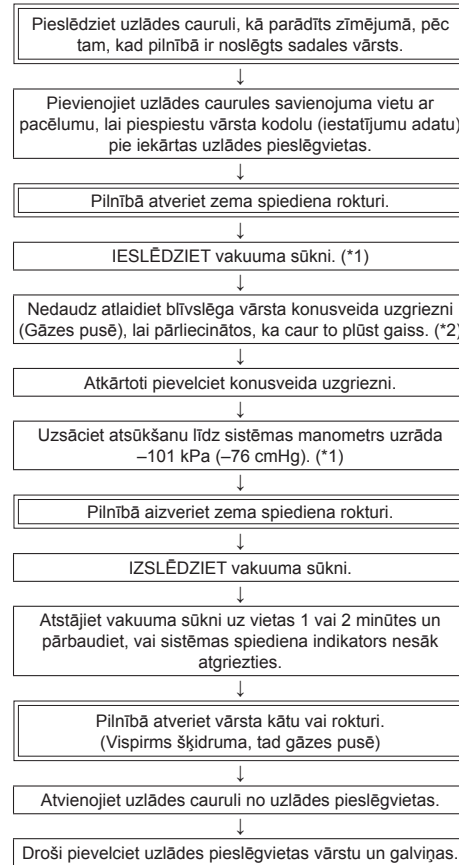 Pieslēdziet uzlādes cauruli, kā parādīts zīmējumā, pēc
tam, kad pilnībā ir noslēgts sadales vārsts.
↓
Pievienojiet uzlādes caurules savienojuma vietu ar
pacēlumu, lai piespiestu vārsta kodolu (iestatījumu adatu)
pie iekārtas uzlādes pieslēgvietas.
↓
Pilnībā atveriet zema spiediena rokturi.
↓
IESLĒDZIET vakuuma sūkni. (*1)
↓
Nedaudz atlaidiet blīvslēga vārsta konusveida uzgriezni
(Gāzes pusē), lai pārliecinātos, ka caur to plūst gaiss. (*2)
↓
Atkārtoti pievelciet konusveida uzgriezni.
↓
Uzsāciet atsūkšanu līdz sistēmas manometrs uzrāda
–101 kPa (–76 cmHg). (*1)
↓
Pilnībā aizveriet zema spiediena rokturi.
↓
IZSLĒDZIET vakuuma sūkni.
↓
Atstājiet vakuuma sūkni uz vietas 1 vai 2 minūtes un
pārbaudiet, vai sistēmas spiediena indikators nesāk
atgriezties.
↓
Pilnībā atveriet vārsta kātu vai rokturi.
(Vispirms šķidruma, tad gāzes pusē)
↓
Atvienojiet uzlādes cauruli no uzlādes pieslēgvietas.
↓
Droši pievelciet uzlādes pieslēgvietas vārstu un galviņas.